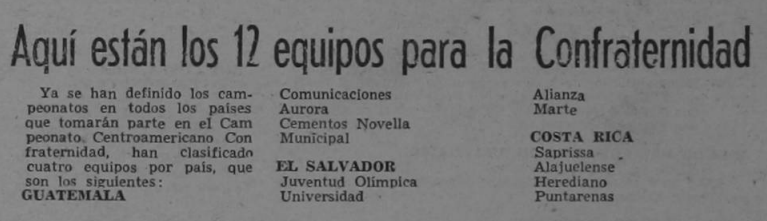 Aquí están los 12 equipos para la Confraternidad
Ya se han definido los cam-
peonatos en todos los países
que tomarán parte en el Cam
peonato Centroamericano Con
fraternidad, han clasificado
cuatro equipos por país, que
son los siguientes:
GUATEMALA
Comunicaciones
Aurora
Cementos Novella
Municipal
EL SALVADOR
Juventud Olímpica
Universidad
Alianza
Marte
COSTA RICA
Saprissa
Alajuelense
Herediano
Puntarenas